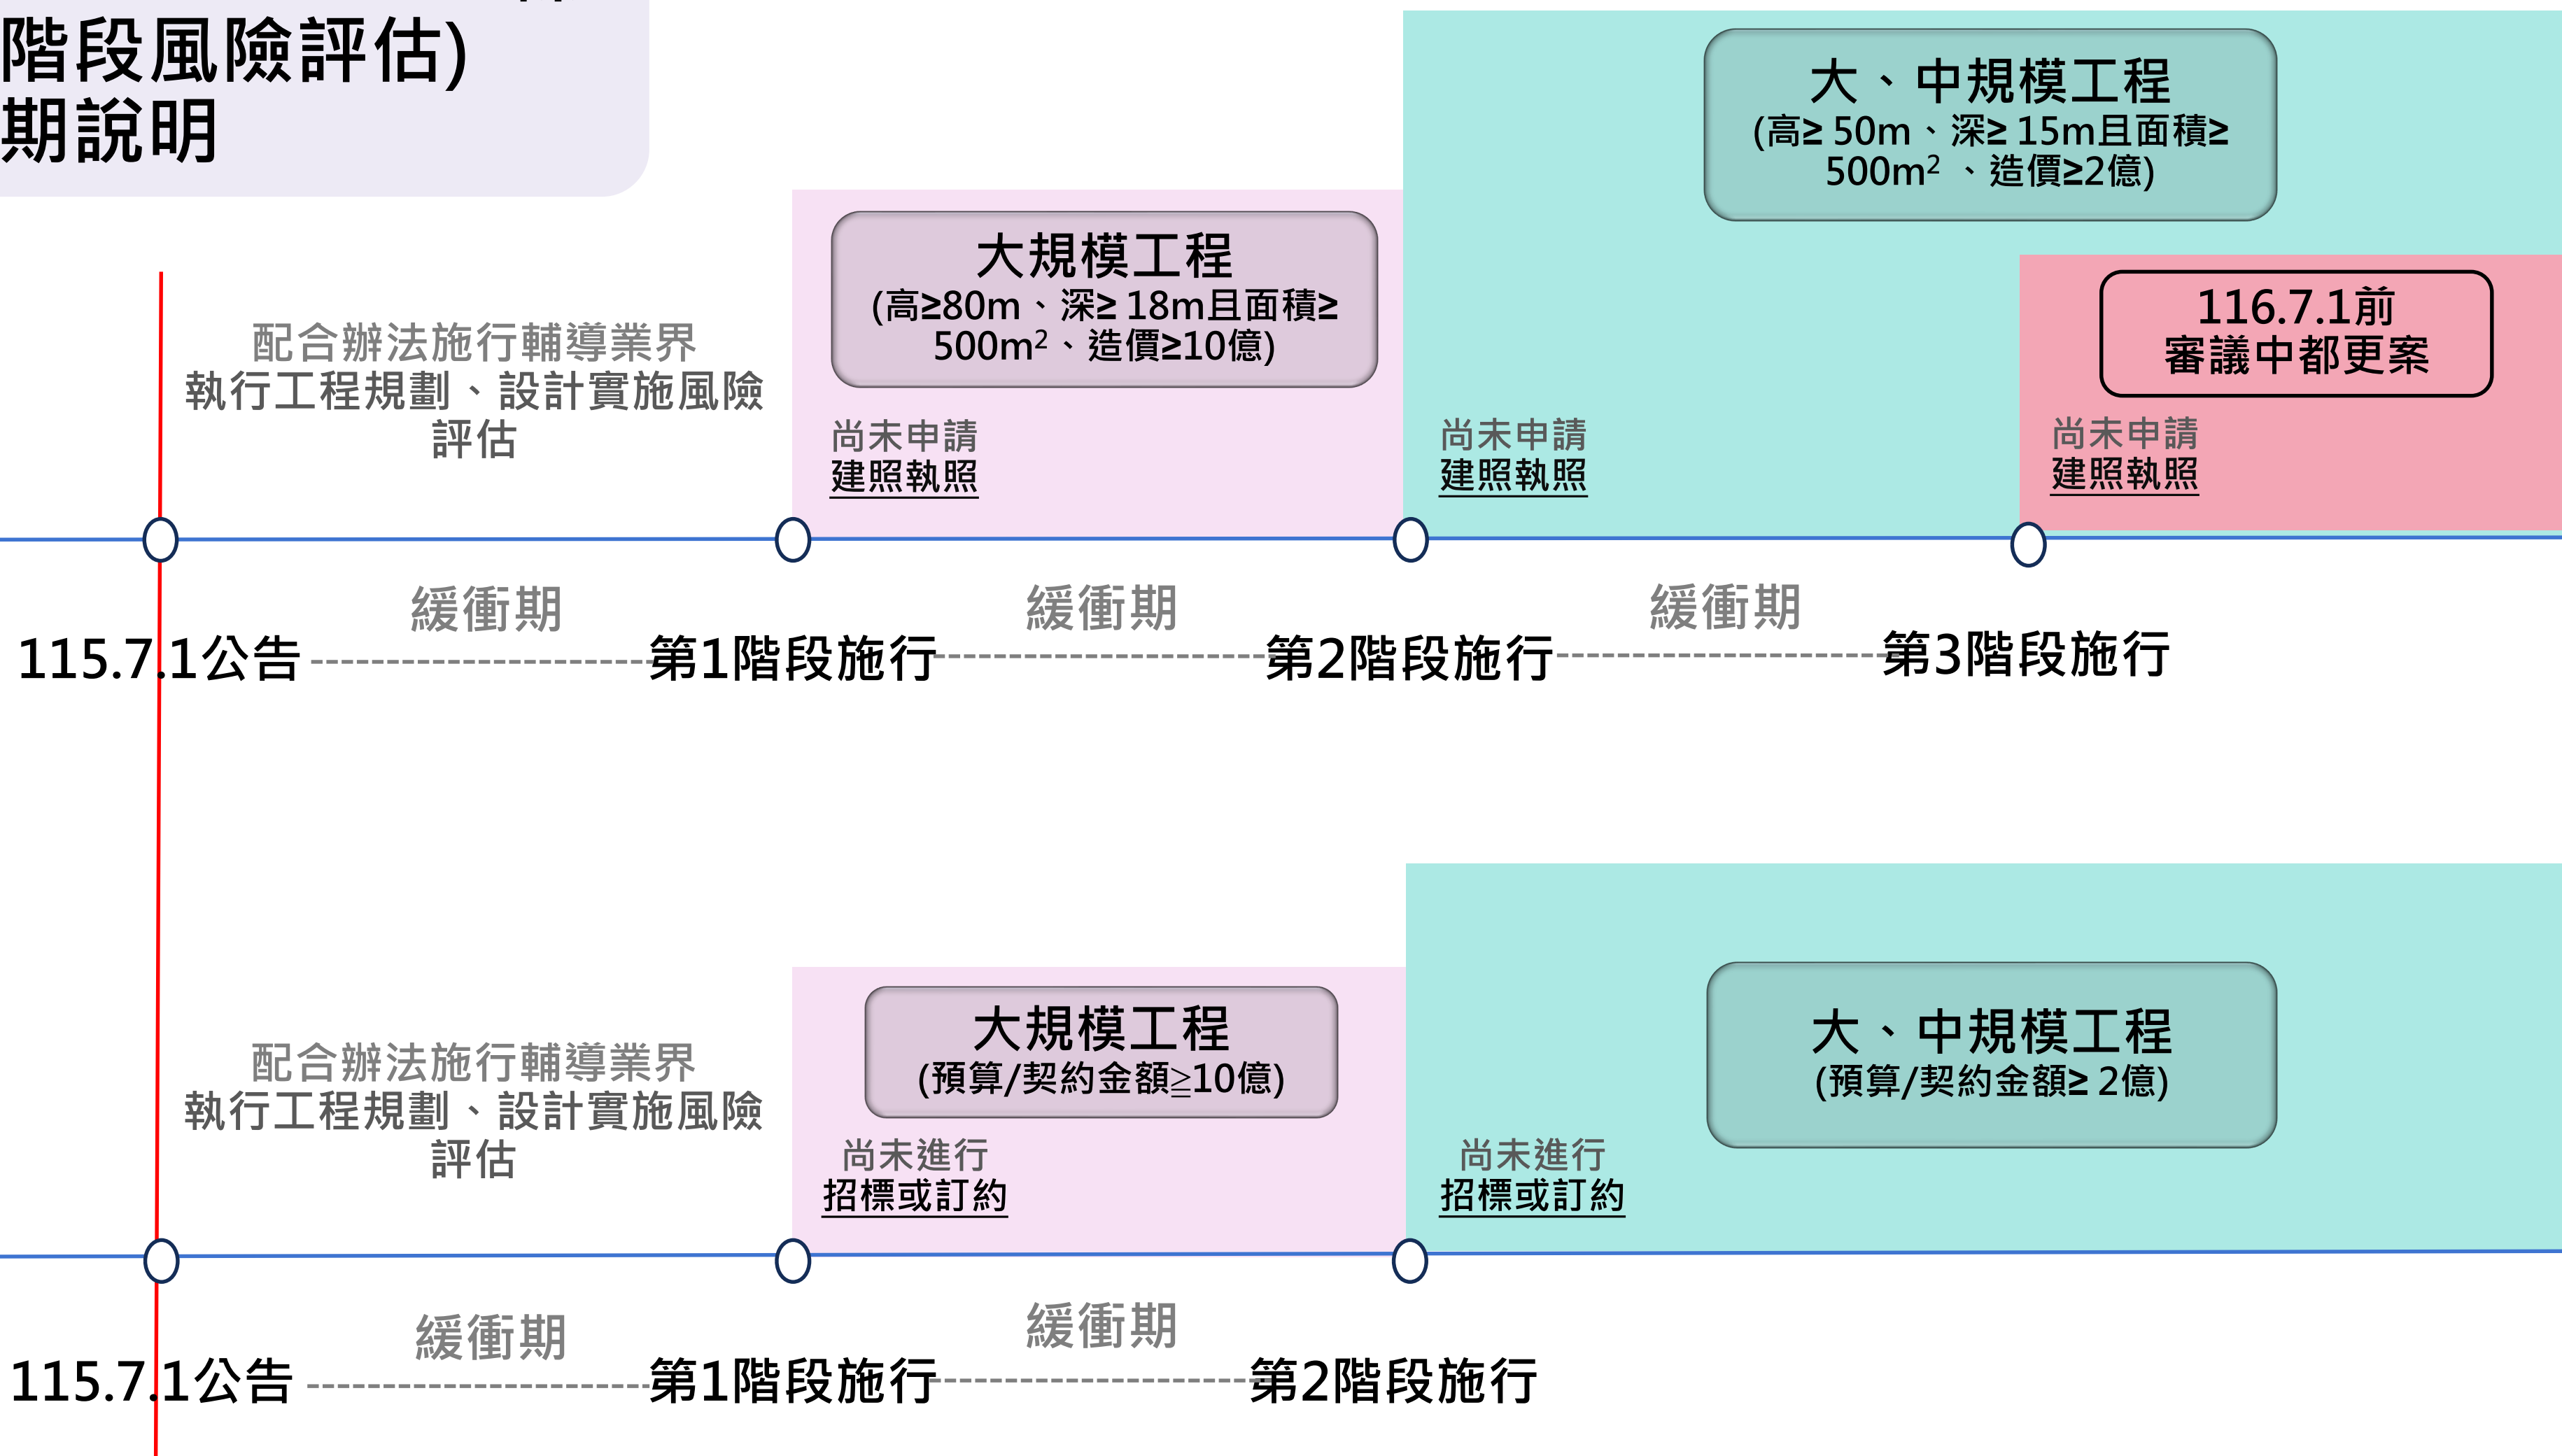 階段風險評估)
期說明
大、中規模工程
(高≥ 50m、深≥ 15m且面積≥
500m² 、造價≥2億)
大規模工程
(高≥80m、深≥ 18m且面積≥
500m²、造價≥10億)
116.7.1前
審議中都更案
配合辦法施行輔導業界
執行工程規劃、設計實施風險
評估
尚未申請
建照執照
尚未申請
建照執照
尚未申請
建照執照
緩衝期
緩衝期
緩衝期
115.7.1公告
第1階段施行
第2階段施行
第3階段施行
大規模工程
(預算/契約金額≧10億)
大、中規模工程
(預算/契約金額≥ 2億)
配合辦法施行輔導業界
執行工程規劃、設計實施風險
評估
尚未進行
招標或訂約
尚未進行
招標或訂約
緩衝期
緩衝期
115.7.1公告
第1階段施行
第2階段施行